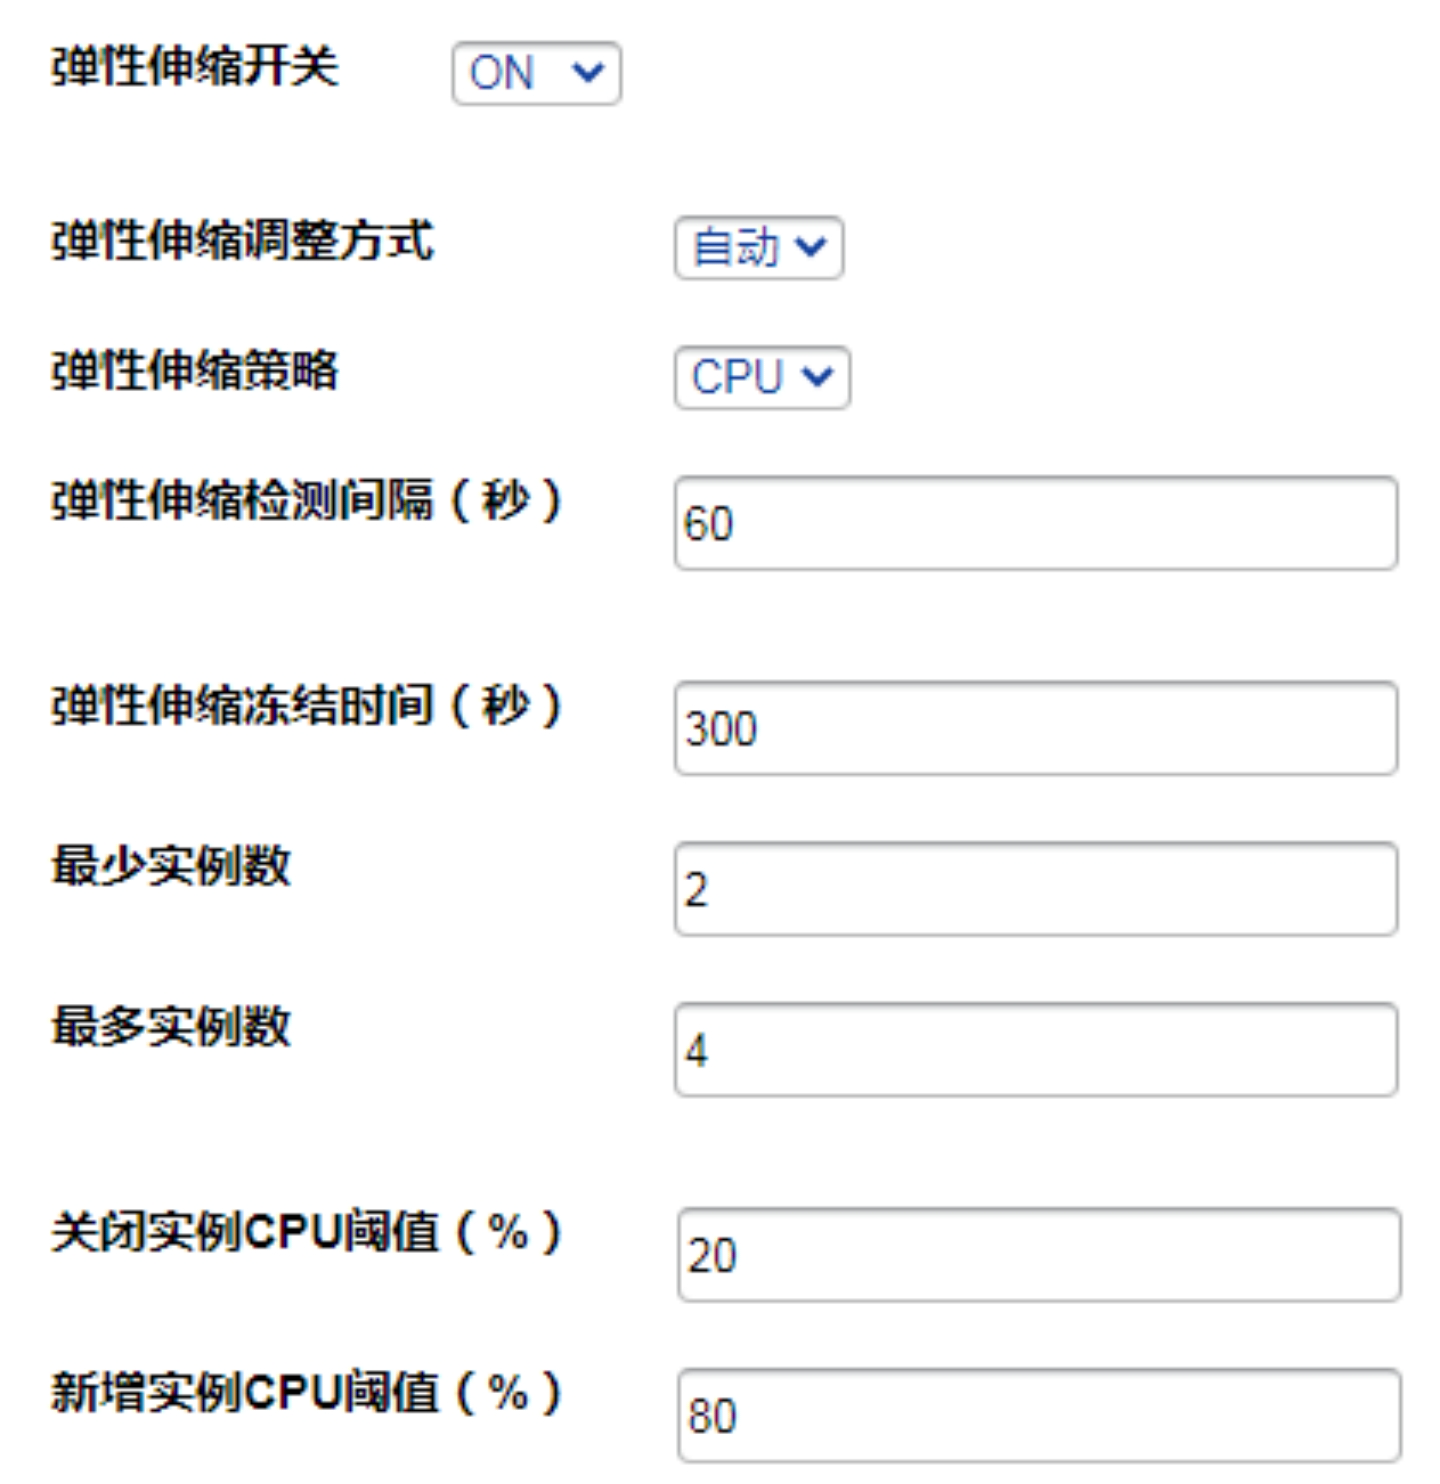 弹性伸缩开关 ON
弹性伸缩调整方式 自动
弹性伸缩策略 CPU
弹性伸缩检测间隔（秒） 60
弹性伸缩冻结时间（秒） 300
最少实例数 2
最多实例数 4
关闭实例CPU阈值（%） 20
新增实例CPU阈值（%） 80